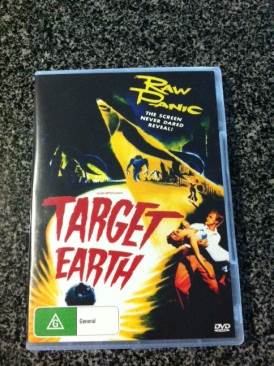 RAW
PANIC
THE SCREEN
NEVER DARED
REVEAL!
TARGET
EARTH
G
General
DVD